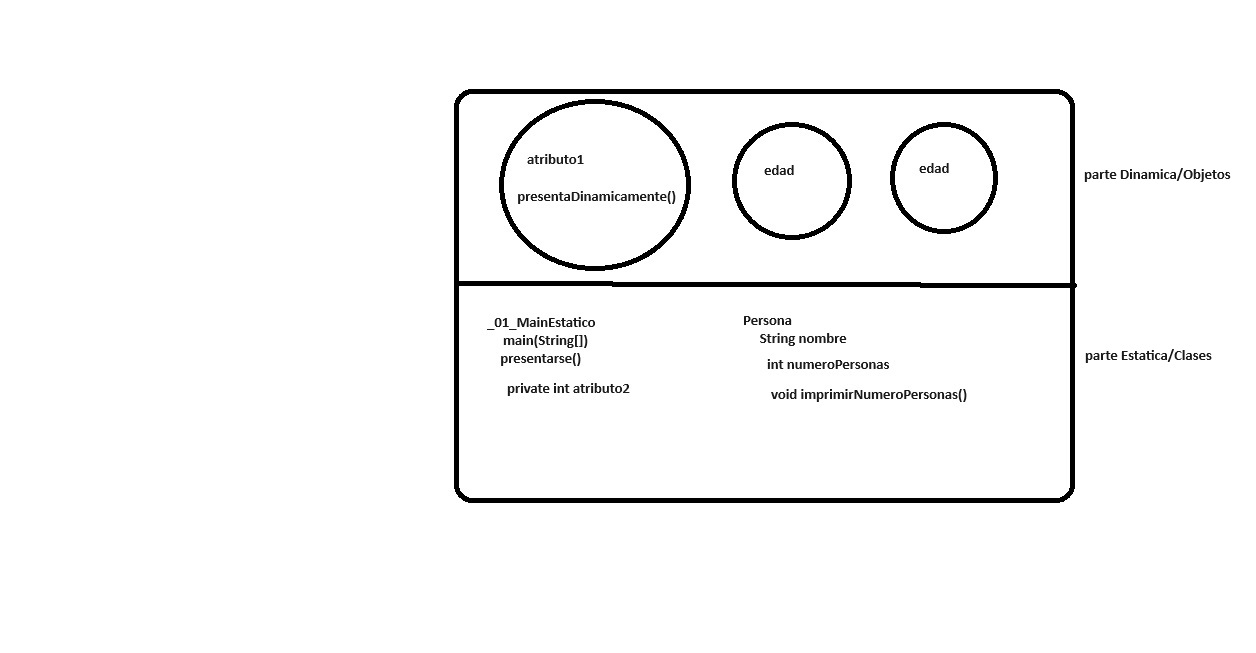 atributo1
presentaDinamicamente()
edad
edad
parte Dinamica/Objetos
_01_MainEstatico
main(String[])
presentarse()
private int atributo2
Persona
String nombre
int numeroPersonas
void imprimirNumeroPersonas()
parte Estatica/Clases